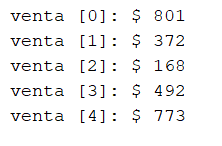 venta [0]: $ 801
venta [1]: $ 372
venta [2]: $ 168
venta [3]: $ 492
venta [4]: $ 773